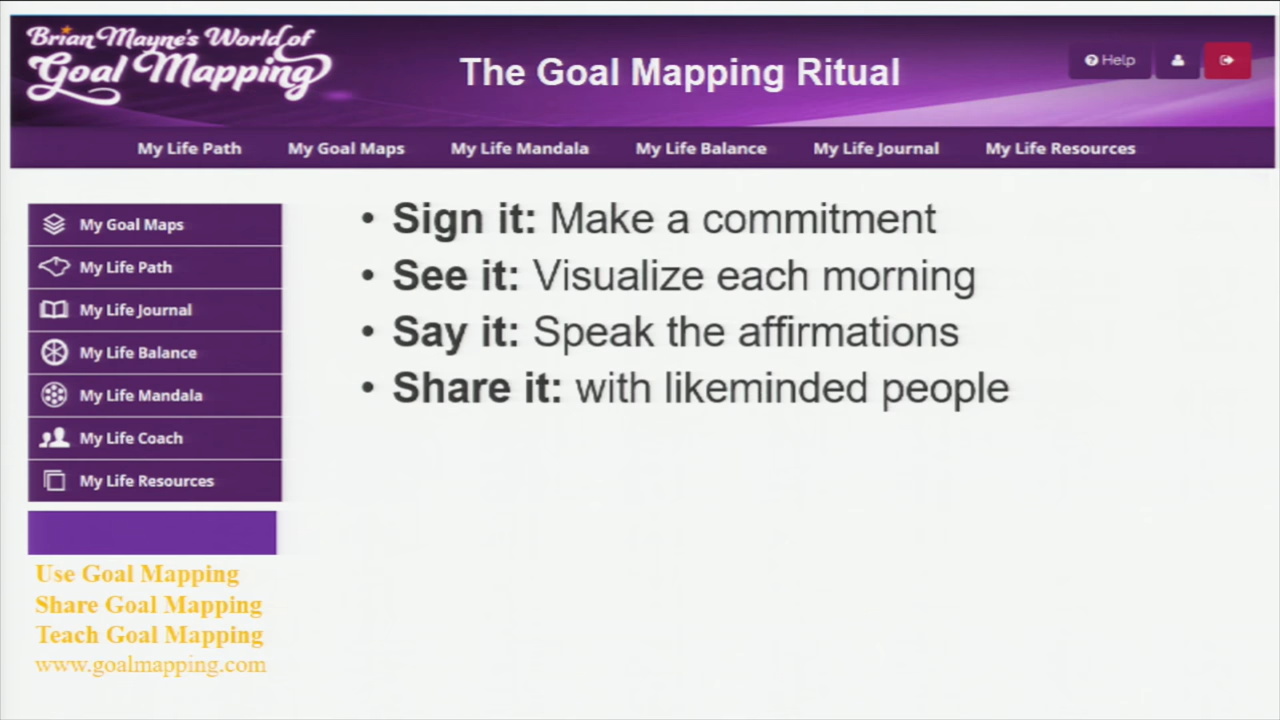 Brian Mayne's World of
Goal Mapping
The Goal Mapping Ritual
Help
My Life Path
My Goal Maps
My Life Mandala
My Life Balance
My Life Journal
My Life Resources
My Goal Maps
My Life Path
My Life Journal
My Life Balance
My Life Mandala
My Life Coach
My Life Resources
• Sign it: Make a commitment
• See it: Visualize each morning
• Say it: Speak the affirmations
• Share it: with likeminded people
Use Goal Mapping
Share Goal Mapping
Teach Goal Mapping
www.goalmapping.com